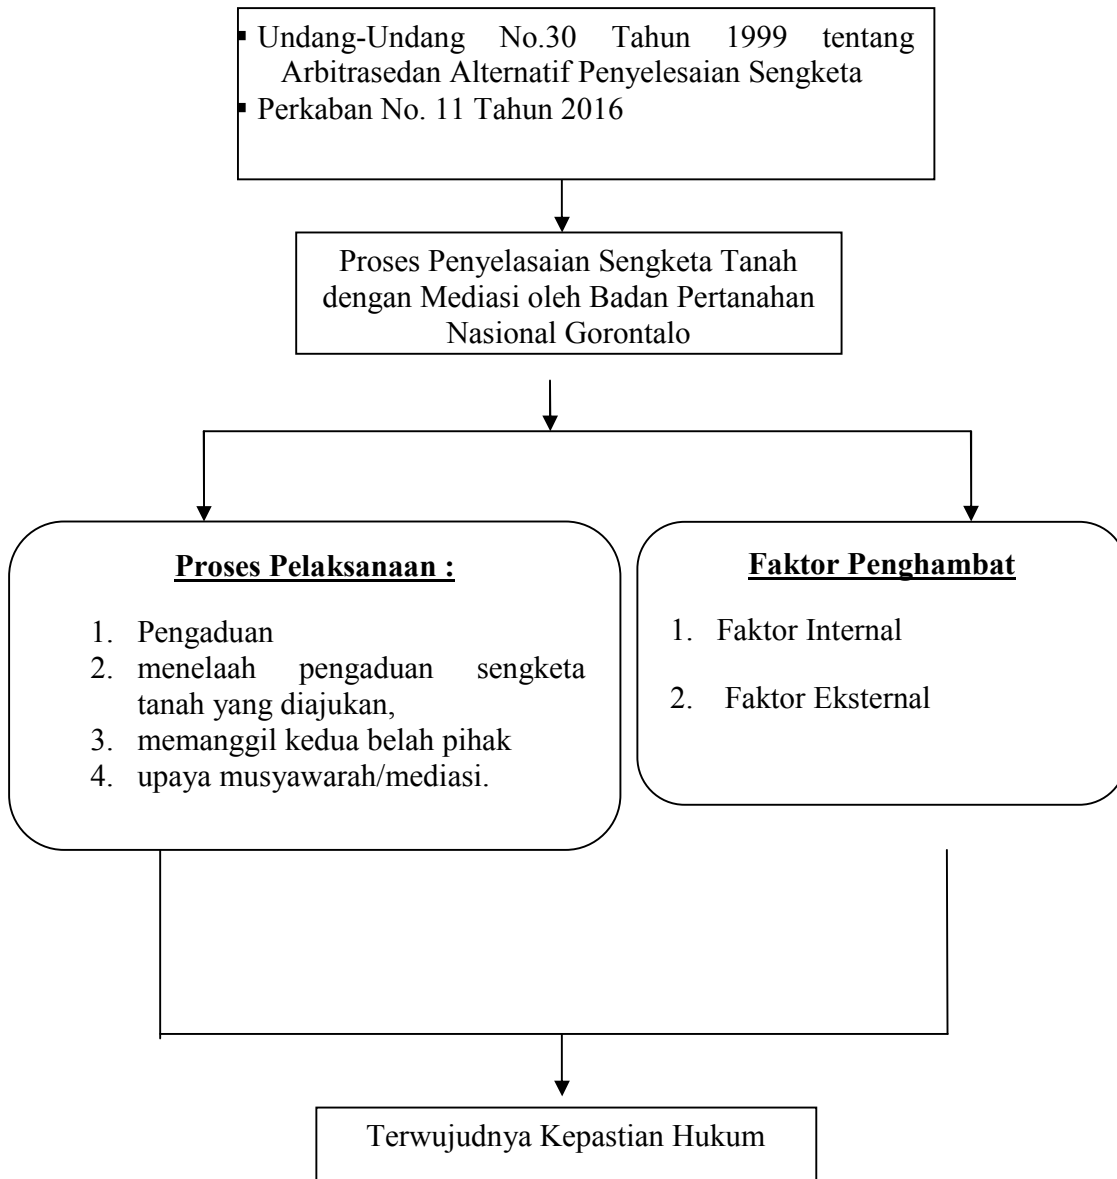 ▪ Undang-Undang No.30 Tahun 1999 tentang
Arbitrasedan Alternatif Penyelesaian Sengketa
▪ Perkaban No. 11 Tahun 2016
Proses Penyelasaian Sengketa Tanah
dengan Mediasi oleh Badan Pertanahan
Nasional Gorontalo
Proses Pelaksanaan :
1. Pengaduan
2. menelaah pengaduan sengketa
tanah yang diajukan,
3. memanggil kedua belah pihak
4. upaya musyawarah/mediasi.
Faktor Penghambat
1. Faktor Internal
2. Faktor Eksternal
Terwujudnya Kepastian Hukum